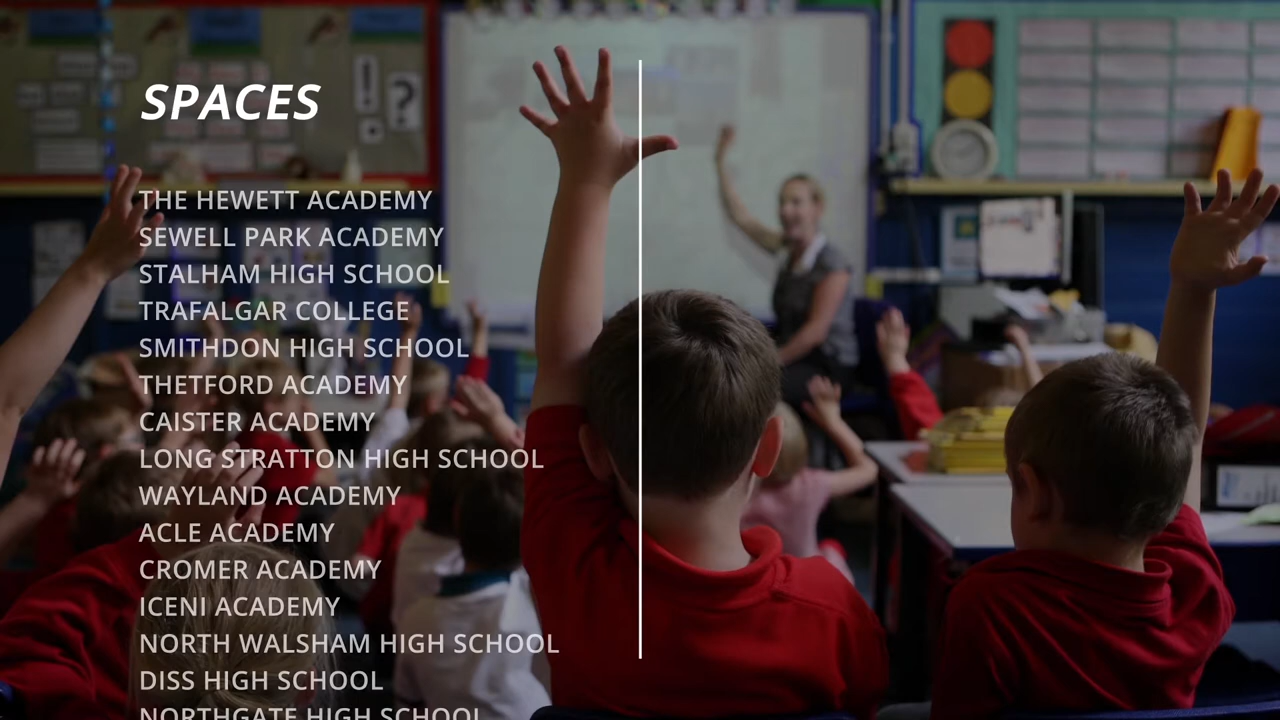 SPACES
THE HEWETT ACADEMY
SEWELL PARK ACADEMY
STALHAM HIGH SCHOOL
TRAFALGAR COLLEGE
SMITHDON HIGH SCHOOL
THETFORD ACADEMY
CAISTER ACADEMY
LONG STRATTON HIGH SCHOOL
WAYLAND ACADEMY
ACLE ACADEMY
CROMER ACADEMY
ICENI ACADEMY
NORTH WALSHAM HIGH SCHOOL
DISS HIGH SCHOOL
NORTHGATE HIGH SCHOOL
! ?